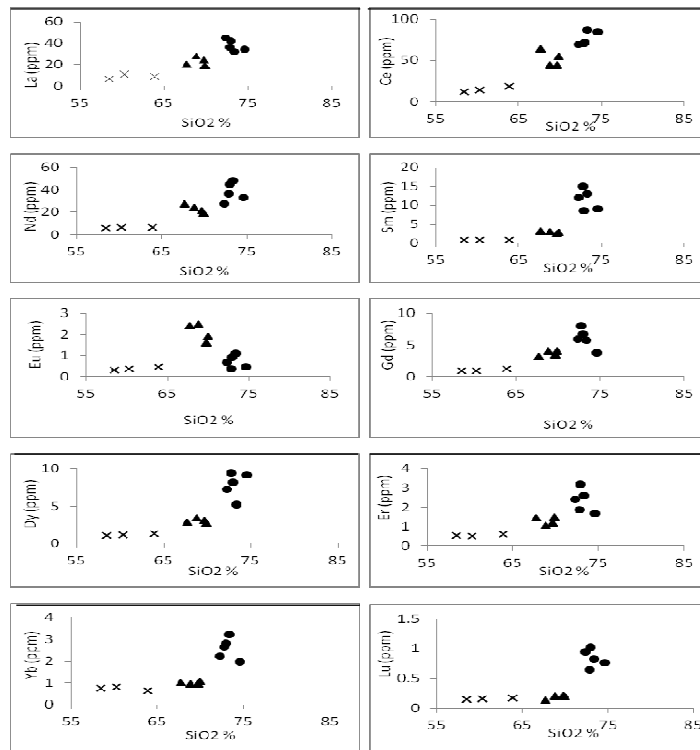 La (ppm)
60
40
20
0
55 65 75 85
SiO2 %
Ce (ppm)
100
50
0
55 65 75 85
SiO2 %
Nd (ppm)
60
40
20
0
55 65 75 85
SiO2 %
Sm (ppm)
20
15
10
5
0
55 65 75 85
SiO2 %
Eu (ppm)
3
2
1
0
55 65 75 85
SiO2 %
Gd (ppm)
10
5
0
55 65 75 85
SiO2 %
Dy (ppm)
10
5
0
55 65 75 85
SiO2 %
Er (ppm)
4
3
2
1
0
55 65 75 85
SiO2 %
Yb (ppm)
4
3
2
1
0
55 65 75 85
SiO2 %
Lu (ppm)
1.5
1
0.5
0
55 65 75 85
SiO2 %